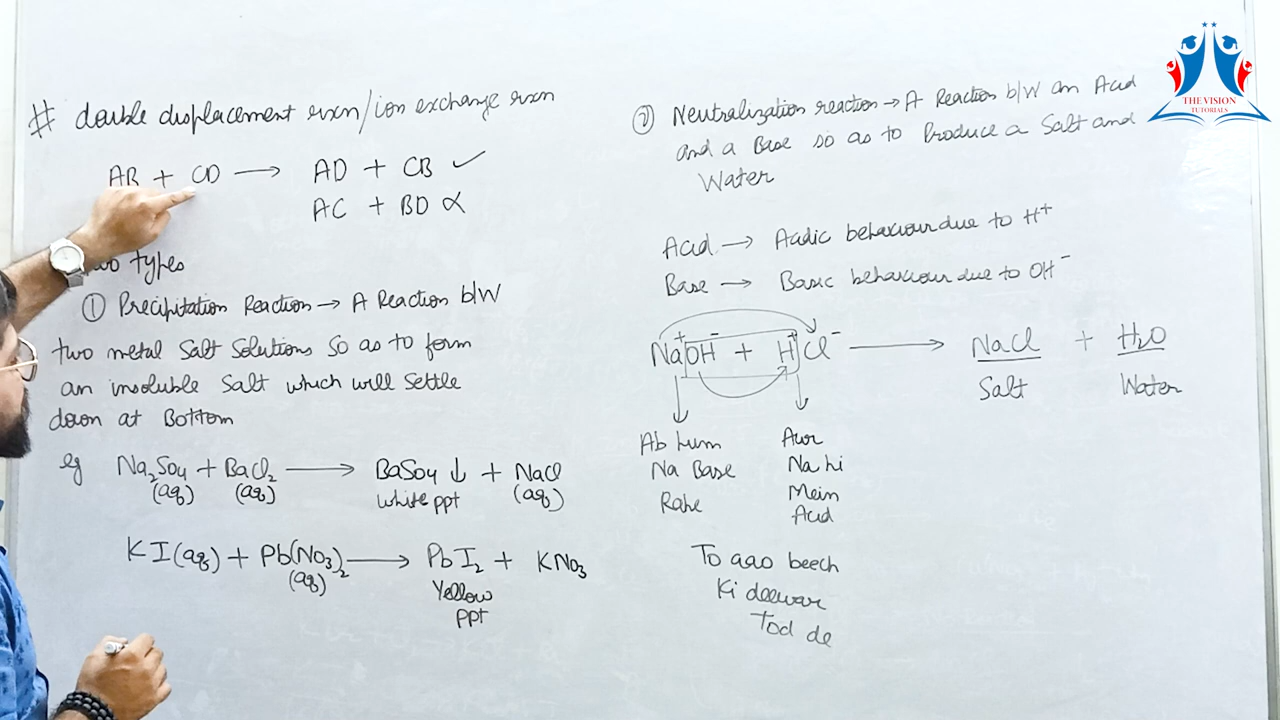 # double displacement rxn/ion exchange rxn
AB + CD → AD + CB ✓
AC + BD
two types
① Precipitation Reaction → A Reaction b/w
two metal Salt Solutions so as to form
an insoluble Salt which will settle
down at Bottom
eg Na₂SO₄ + BaCl₂ → BaSO₄ ↓ + NaCl
(aq) (aq) white ppt (aq)
KI(aq) + Pb(NO₃)₂ → PbI₂ + KNO₃
(aq) Yellow
ppt
② Neutralization reaction → A Reaction b/w an Acid
and a Base so as to Produce a Salt and
Water
Acid → Acidic behaviour due to H⁺
Base → Basic behaviour due to OH⁻
Na⁺OH⁻ + H⁺Cl⁻ → NaCl + H₂O
Salt Water
Ab hum
Na Base
Rahe
Aur
Na hi
Mein
Acid
To aao beech
Ki deewar
Tod de
THE VISION
TUTORIALS